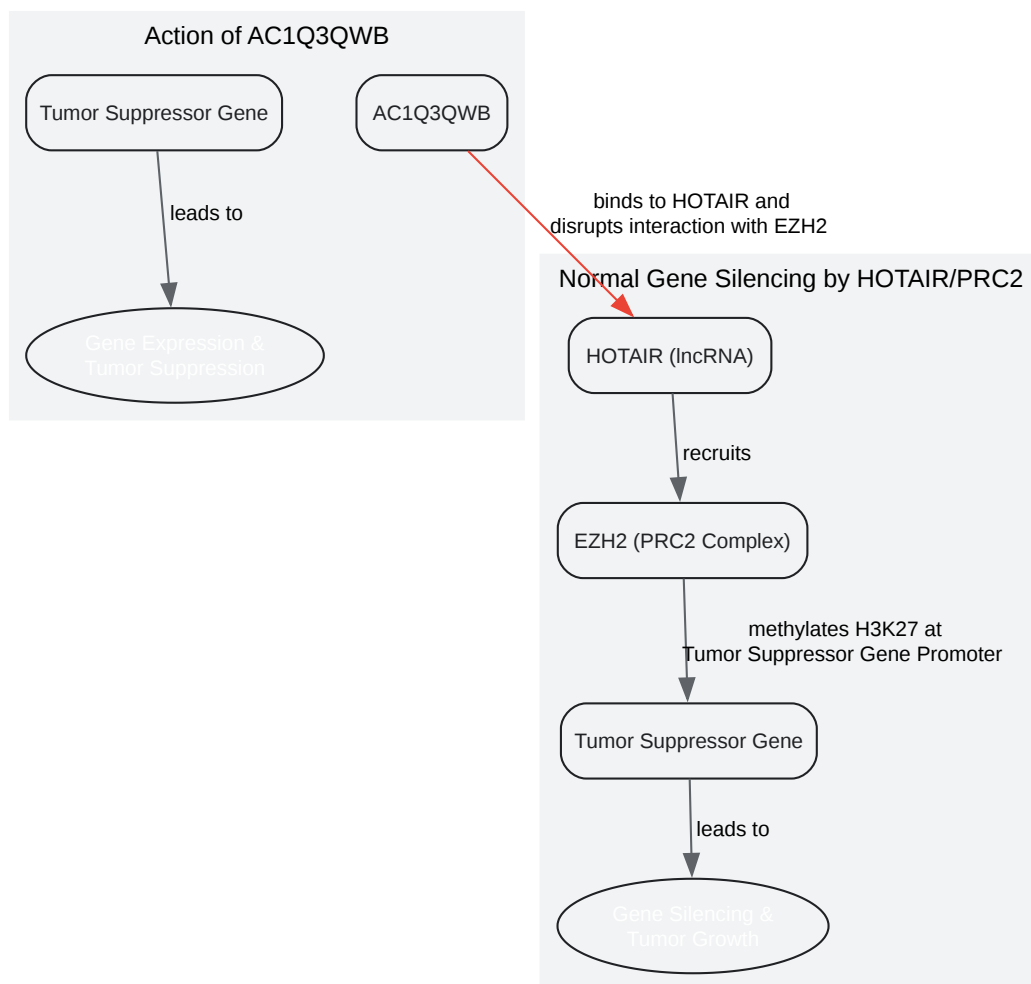 Action of AC1Q3QWB
Tumor Suppressor Gene
AC1Q3QWB
leads to
binds to HOTAIR and
disrupts interaction with EZH2
Gene Expression &
Tumor Suppression
Normal Gene Silencing by HOTAIR/PRC2
HOTAIR (lncRNA)
recruits
EZH2 (PRC2 Complex)
methylates H3K27 at
Tumor Suppressor Gene Promoter
Tumor Suppressor Gene
leads to
Gene Silencing &
Tumor Growth